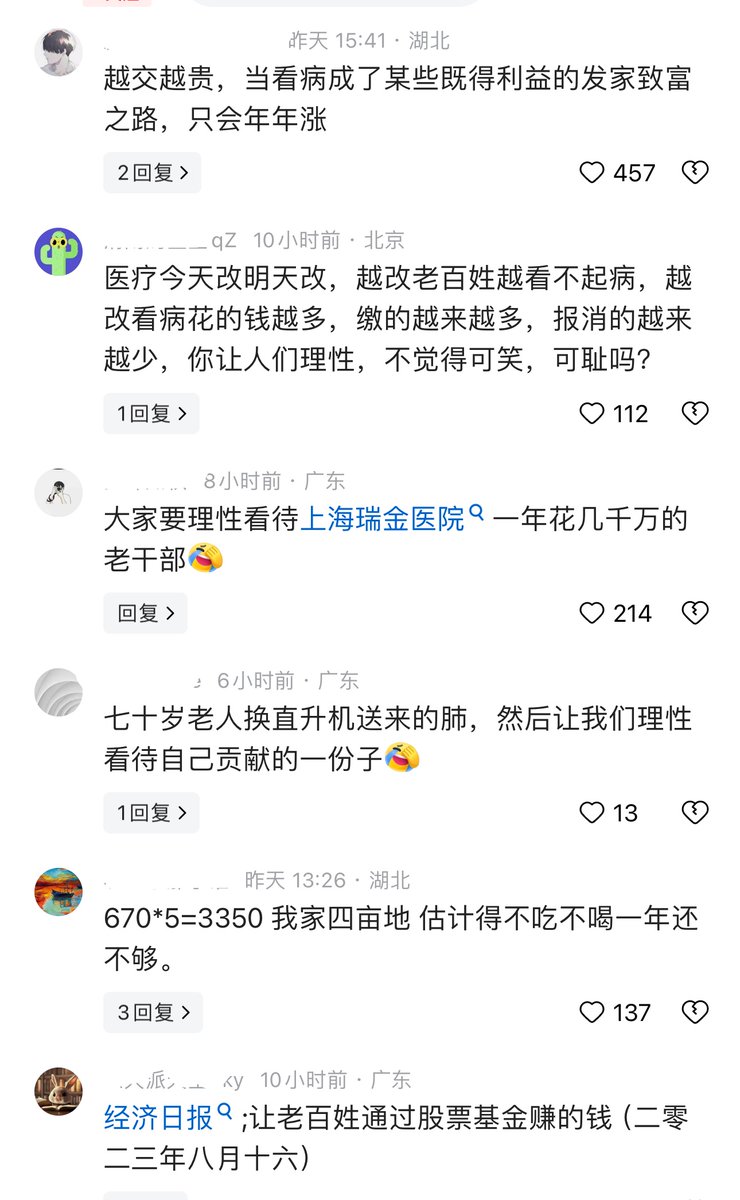 昨天 15:41 · 湖北
越交越贵，当看病成了某些既得利益的发家致富
之路，只会年年涨
2回复
457
qZ 10小时前 · 北京
医疗今天改明天改，越改老百姓越看不起病，越
改看病花的钱越多，缴的越来越多，报消的越来
越少，你让人们理性，不觉得可笑，可耻吗？
1回复
112
8小时前 · 广东
大家要理性看待上海瑞金医院 一年花几千万的
老干部🤣
回复
214
6小时前 · 广东
七十岁老人换直升机送来的肺，然后让我们理性
看待自己贡献的一份子🤣
1回复
13
昨天 13:26 · 湖北
670*5=3350 我家四亩地 估计得不吃不喝一年还
不够。
3回复
137
ky 10小时前 · 广东
经济日报 ;让老百姓通过股票基金赚的钱（二零
二三年八月十六）